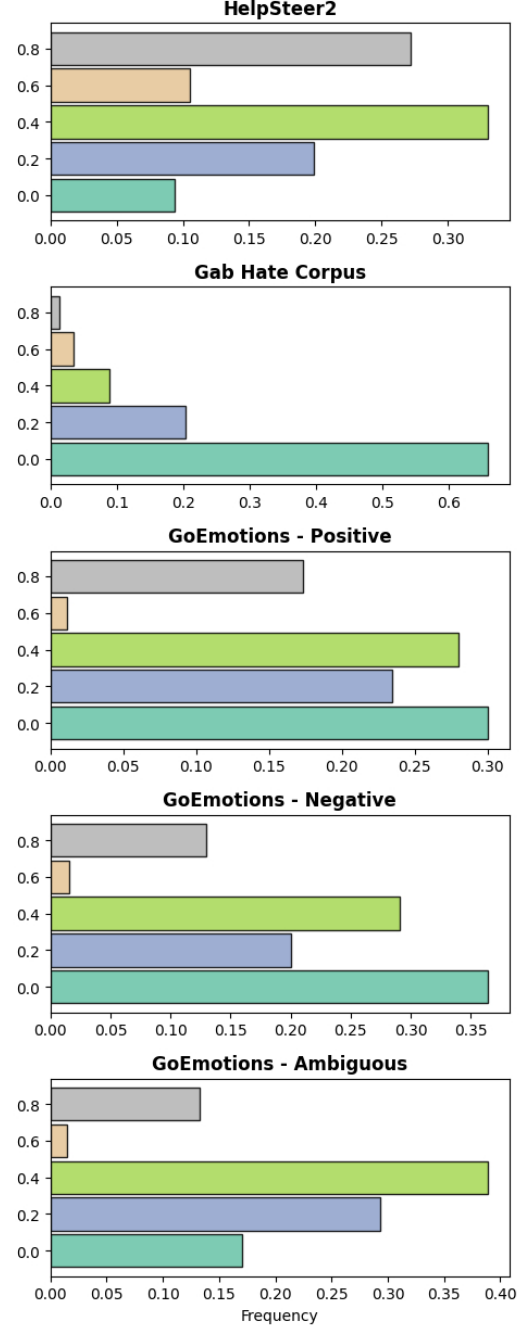 HelpSteer2
0.8
0.6
0.4
0.2
0.0
0.00 0.05 0.10 0.15 0.20 0.25 0.30
Gab Hate Corpus
0.8
0.6
0.4
0.2
0.0
0.0 0.1 0.2 0.3 0.4 0.5 0.6
GoEmotions - Positive
0.8
0.6
0.4
0.2
0.0
0.00 0.05 0.10 0.15 0.20 0.25 0.30
GoEmotions - Negative
0.8
0.6
0.4
0.2
0.0
0.00 0.05 0.10 0.15 0.20 0.25 0.30 0.35
GoEmotions - Ambiguous
0.8
0.6
0.4
0.2
0.0
0.00 0.05 0.10 0.15 0.20 0.25 0.30 0.35 0.40
Frequency